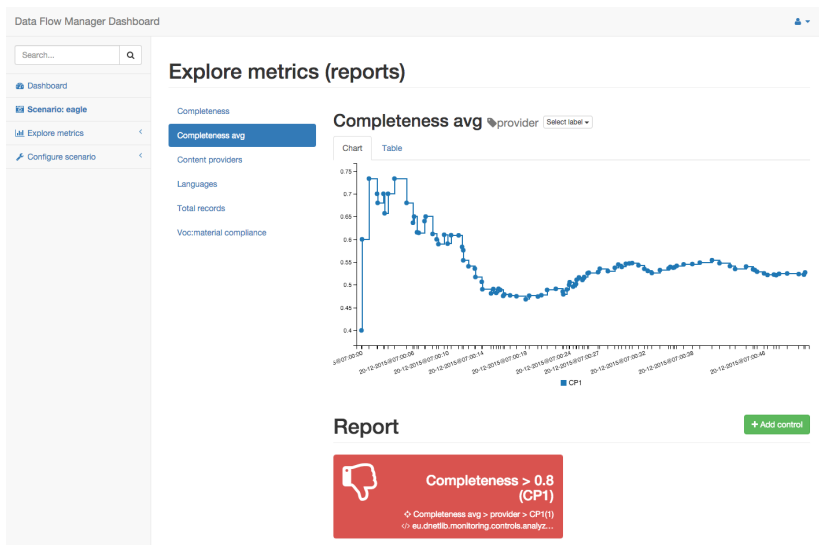 Data Flow Manager Dashboard
Search...
Dashboard
Scenario: eagle
Explore metrics
Configure scenario
Explore metrics (reports)
Completeness
Completeness avg
Content providers
Languages
Total records
Voc:material compliance
Completeness avg provider Select label
Chart Table
0.75
0.7
0.65
0.6
0.55
0.5
0.45
0.4
5@07:00:00
20-12-2015@07:00:06
20-12-2015@07:00:10
20-12-2015@07:00:14
20-12-2015@07:00:19
20-12-2015@07:00:24
20-12-2015@07:00:27
20-12-2015@07:00:32
20-12-2015@07:00:38
20-12-2015@07:00:46
CP1
Report
+ Add control
Completeness > 0.8
(CP1)
Completeness avg > provider > CP1(1)
</> eu.dnetlib.monitoring.controls.analyz...